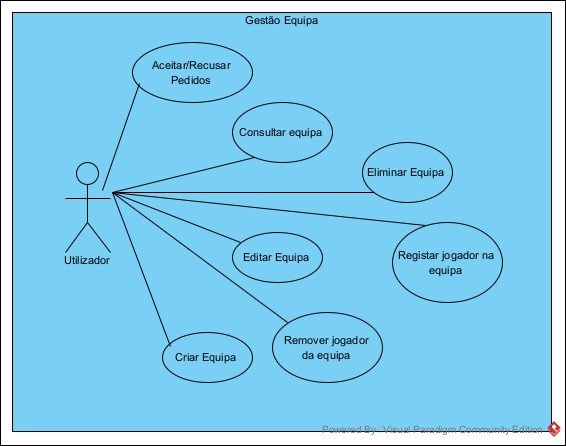 Gestão Equipa
Aceitar/Recusar
Pedidos
Consultar equipa
Eliminar Equipa
Utilizador
Editar Equipa
Registar jogador na
equipa
Criar Equipa
Remover jogador
da equipa
Powered By Visual Paradigm Community Edition